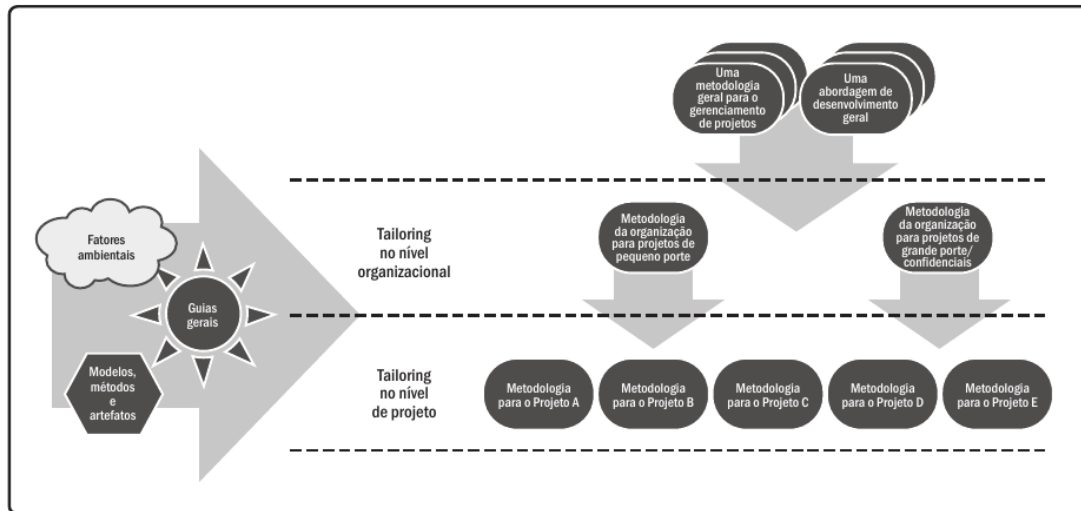 Uma
metodologia
geral para o
gerenciamento
de projetos
Uma
abordagem de
desenvolvimento
geral
Fatores
ambientais
Guias
gerais
Modelos,
métodos
e
artefatos
Tailoring
no nível
organizacional
Metodologia
da organização
para projetos de
pequeno porte
Metodologia
da organização
para projetos de
grande porte/
confidenciais
Tailoring
no nível
de projeto
Metodologia
para o Projeto A
Metodologia
para o Projeto B
Metodologia
para o Projeto C
Metodologia
para o Projeto D
Metodologia
para o Projeto E